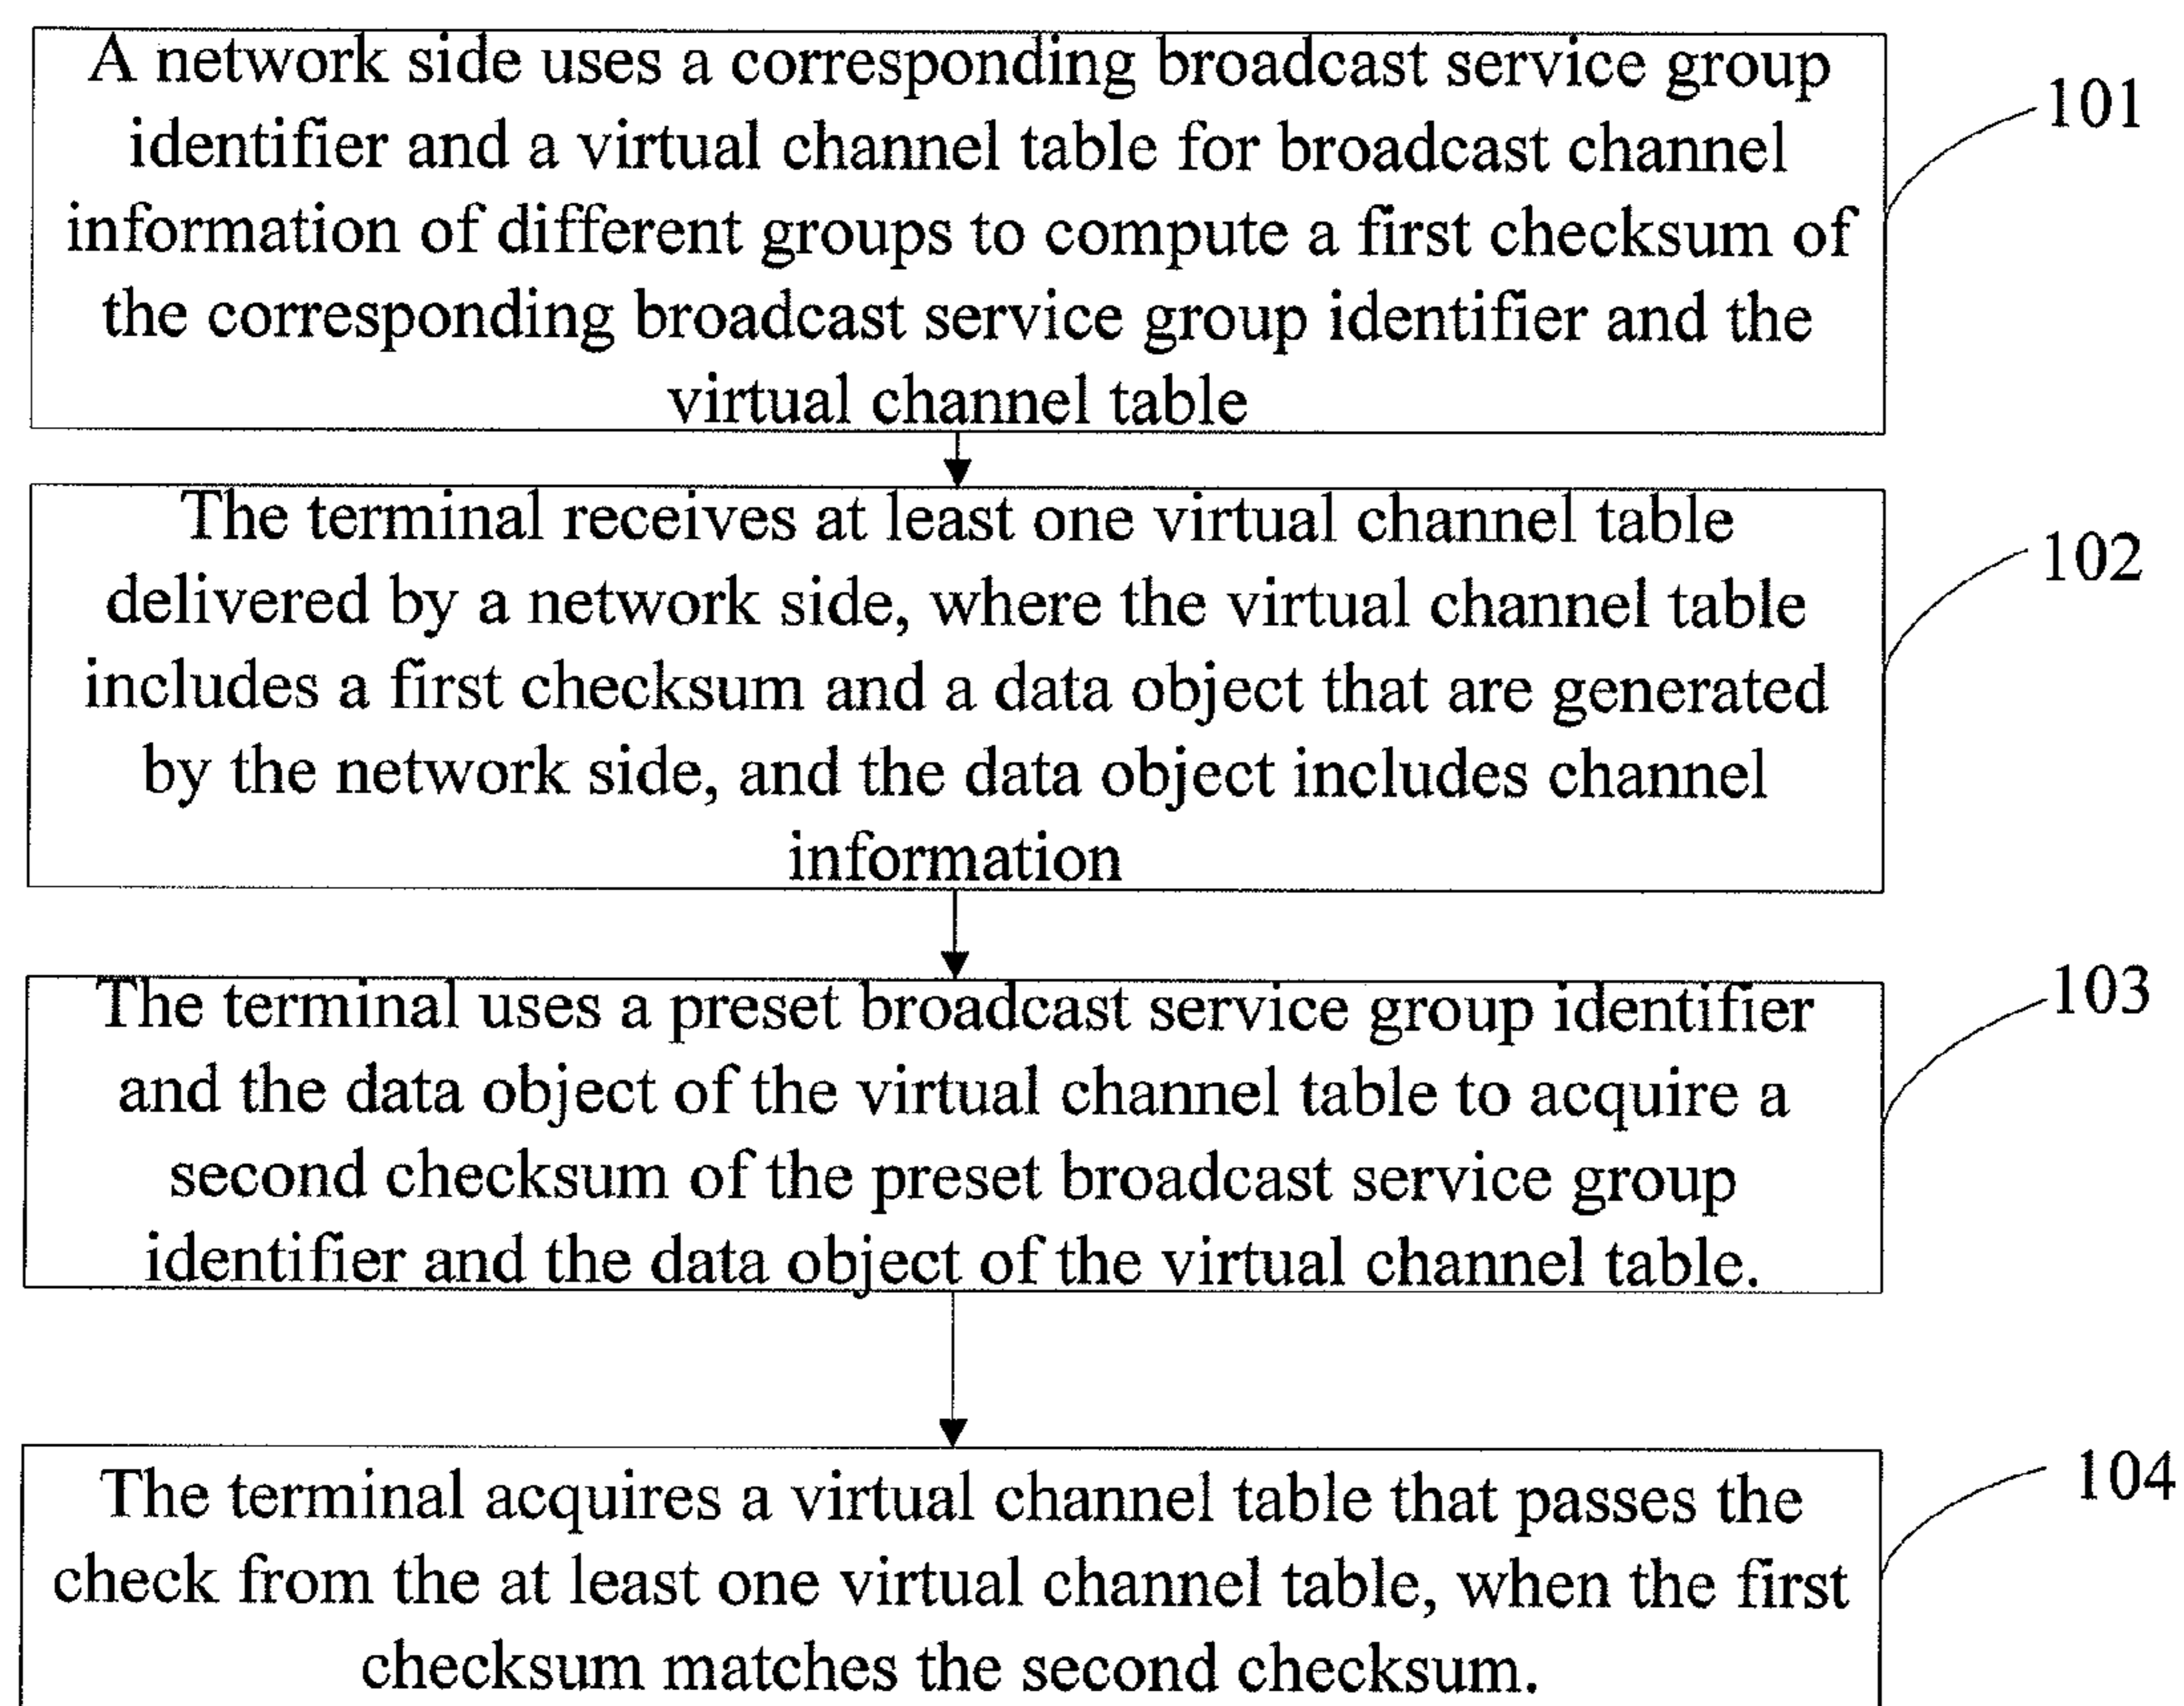 A network side uses a corresponding broadcast service group
identifier and a virtual channel table for broadcast channel
information of different groups to compute a first checksum of
the corresponding broadcast service group identifier and the
virtual channel table
101
The terminal receives at least one virtual channel table
delivered by a network side, where the virtual channel table
includes a first checksum and a data object that are generated
by the network side, and the data object includes channel
information
102
The terminal uses a preset broadcast service group identifier
and the data object of the virtual channel table to acquire a
second checksum of the preset broadcast service group
identifier and the data object of the virtual channel table.
103
The terminal acquires a virtual channel table that passes the
check from the at least one virtual channel table, when the first
checksum matches the second checksum.
104